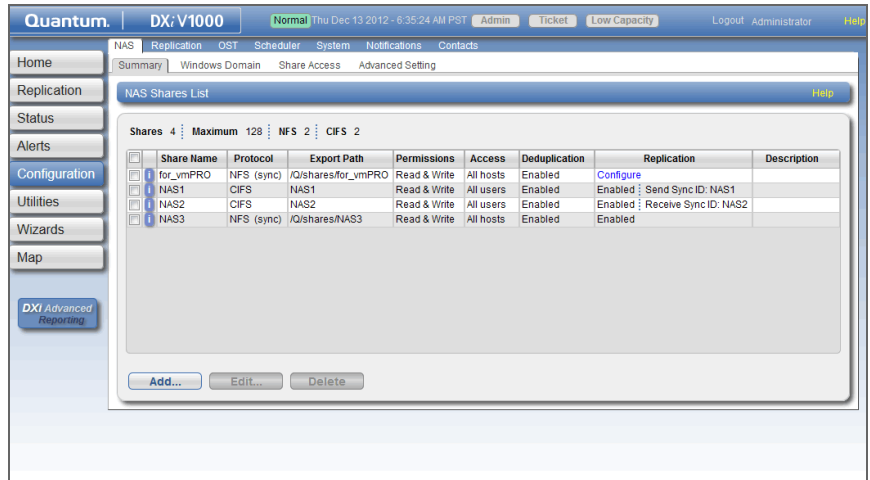 Quantum. DXi V1000 Normal Thu Dec 13 2012 - 6:35:24 AM PST Admin Ticket Low Capacity Logout Administrator Help
NAS Replication OST Scheduler System Notifications Contacts
Summary Windows Domain Share Access Advanced Setting
Home
Replication
Status
Alerts
Configuration
Utilities
Wizards
Map
DXi Advanced
Reporting
NAS Shares List Help
Shares 4 Maximum 128 NFS 2 CIFS 2
Share Name Protocol Export Path Permissions Access Deduplication Replication Description
i for_vmPRO NFS (sync) /Q/shares/for_vmPRO Read & Write All hosts Enabled Configure
i NAS1 CIFS NAS1 Read & Write All users Enabled Enabled Send Sync ID: NAS1
i NAS2 CIFS NAS2 Read & Write All users Enabled Enabled Receive Sync ID: NAS2
i NAS3 NFS (sync) /Q/shares/NAS3 Read & Write All hosts Enabled Enabled
Add... Edit... Delete